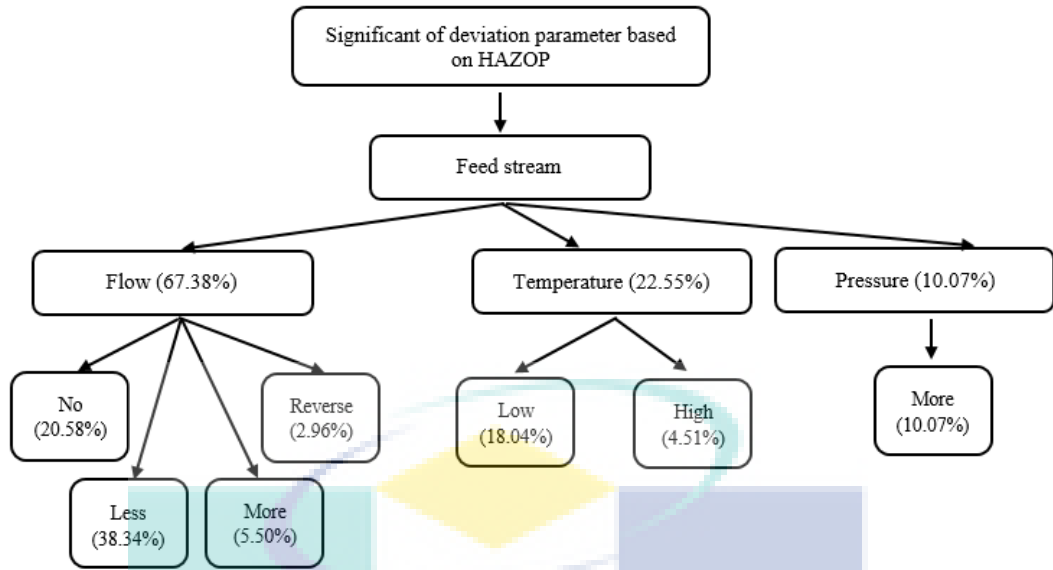 Significant of deviation parameter based
on HAZOP
Feed stream
Flow (67.38%)
Temperature (22.55%)
Pressure (10.07%)
No
(20.58%)
Reverse
(2.96%)
Low
(18.04%)
High
(4.51%)
More
(10.07%)
Less
(38.34%)
More
(5.50%)